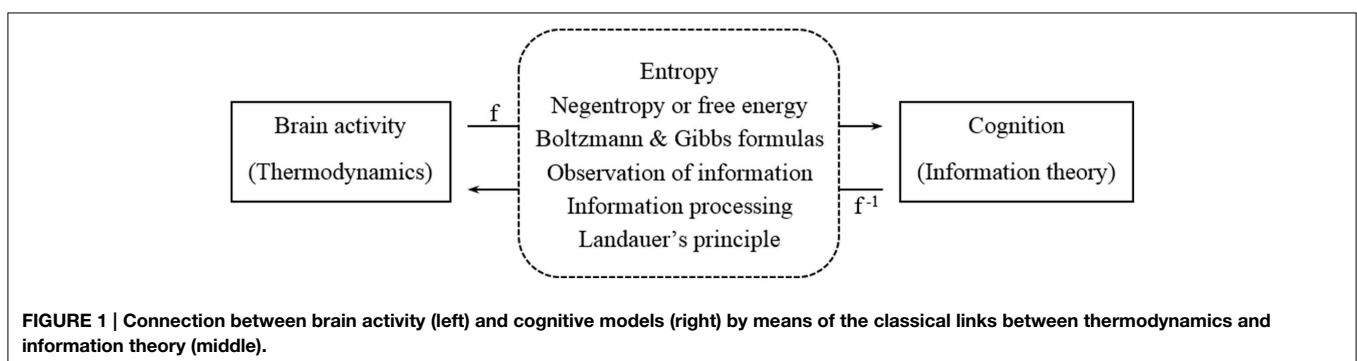 Brain activity
(Thermodynamics)
f
Entropy
Negentropy or free energy
Boltzmann & Gibbs formulas
Observation of information
Information processing
Landauer's principle
f⁻¹
Cognition
(Information theory)
FIGURE 1 | Connection between brain activity (left) and cognitive models (right) by means of the classical links between thermodynamics and
information theory (middle).